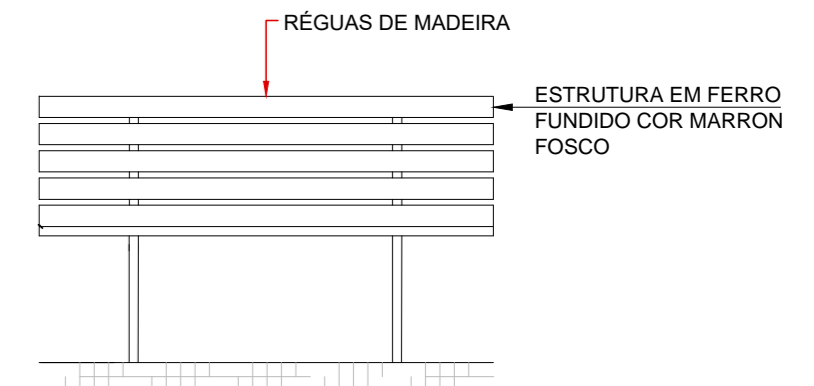 RÉGUAS DE MADEIRA
ESTRUTURA EM FERRO
FUNDIDO COR MARRON
FOSCO